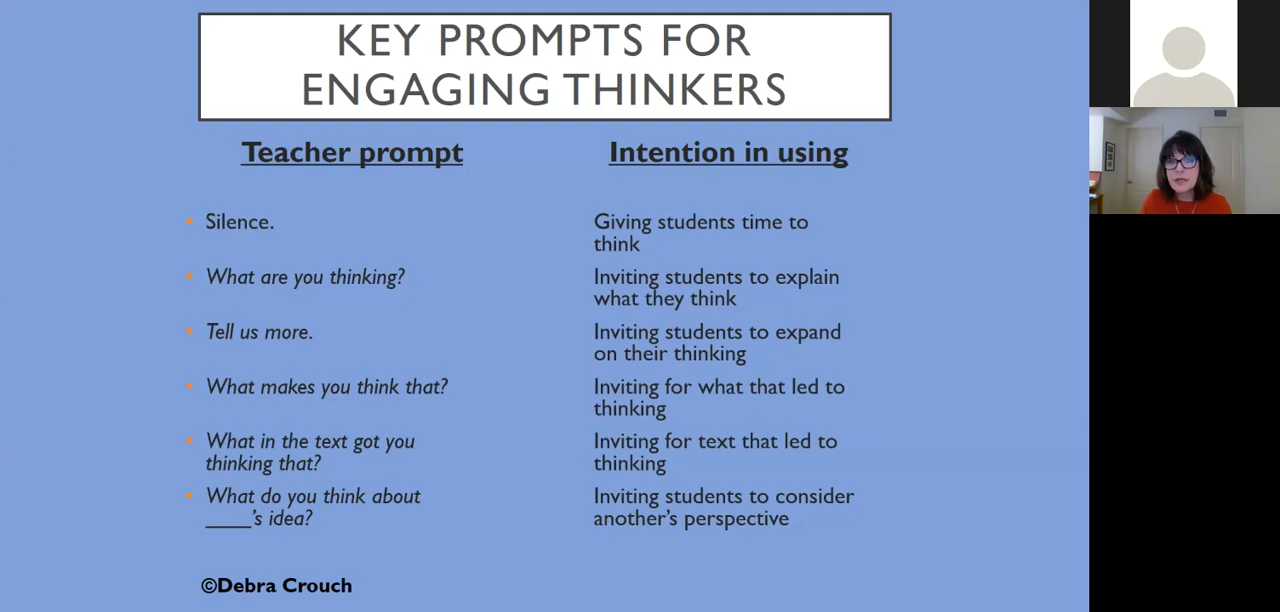 KEY PROMPTS FOR
ENGAGING THINKERS
Teacher prompt
Intention in using
Silence.
Giving students time to
think
What are you thinking?
Inviting students to explain
what they think
Tell us more.
Inviting students to expand
on their thinking
What makes you think that?
Inviting for what that led to
thinking
What in the text got you
thinking that?
Inviting for text that led to
thinking
What do you think about
____’s idea?
Inviting students to consider
another’s perspective
©Debra Crouch